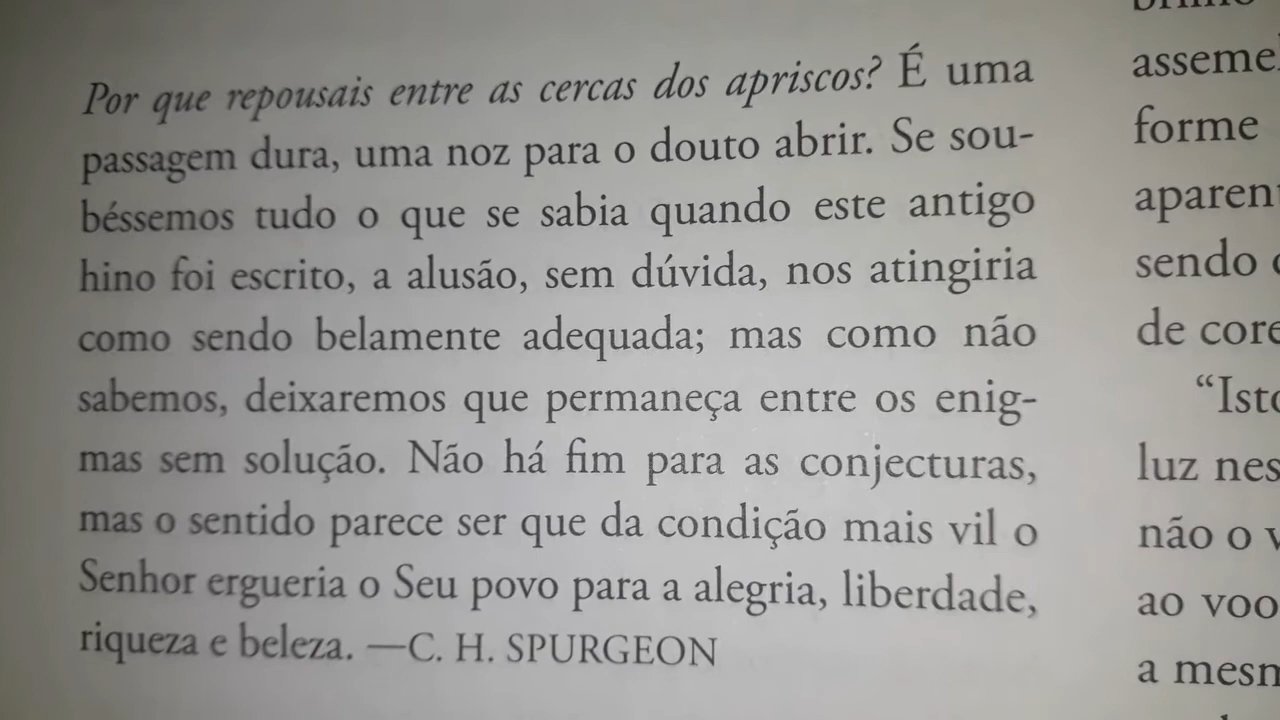 Por que repousais entre as cercas dos apriscos? É uma
passagem dura, uma noz para o douto abrir. Se sou-
béssemos tudo o que se sabia quando este antigo
hino foi escrito, a alusão, sem dúvida, nos atingiria
como sendo belamente adequada; mas como não
sabemos, deixaremos que permaneça entre os enig-
mas sem solução. Não há fim para as conjecturas,
mas o sentido parece ser que da condição mais vil o
Senhor ergueria o Seu povo para a alegria, liberdade,
riqueza e beleza. —C. H. SPURGEON
forme
sendo
de
luz
não o
ao voo
a